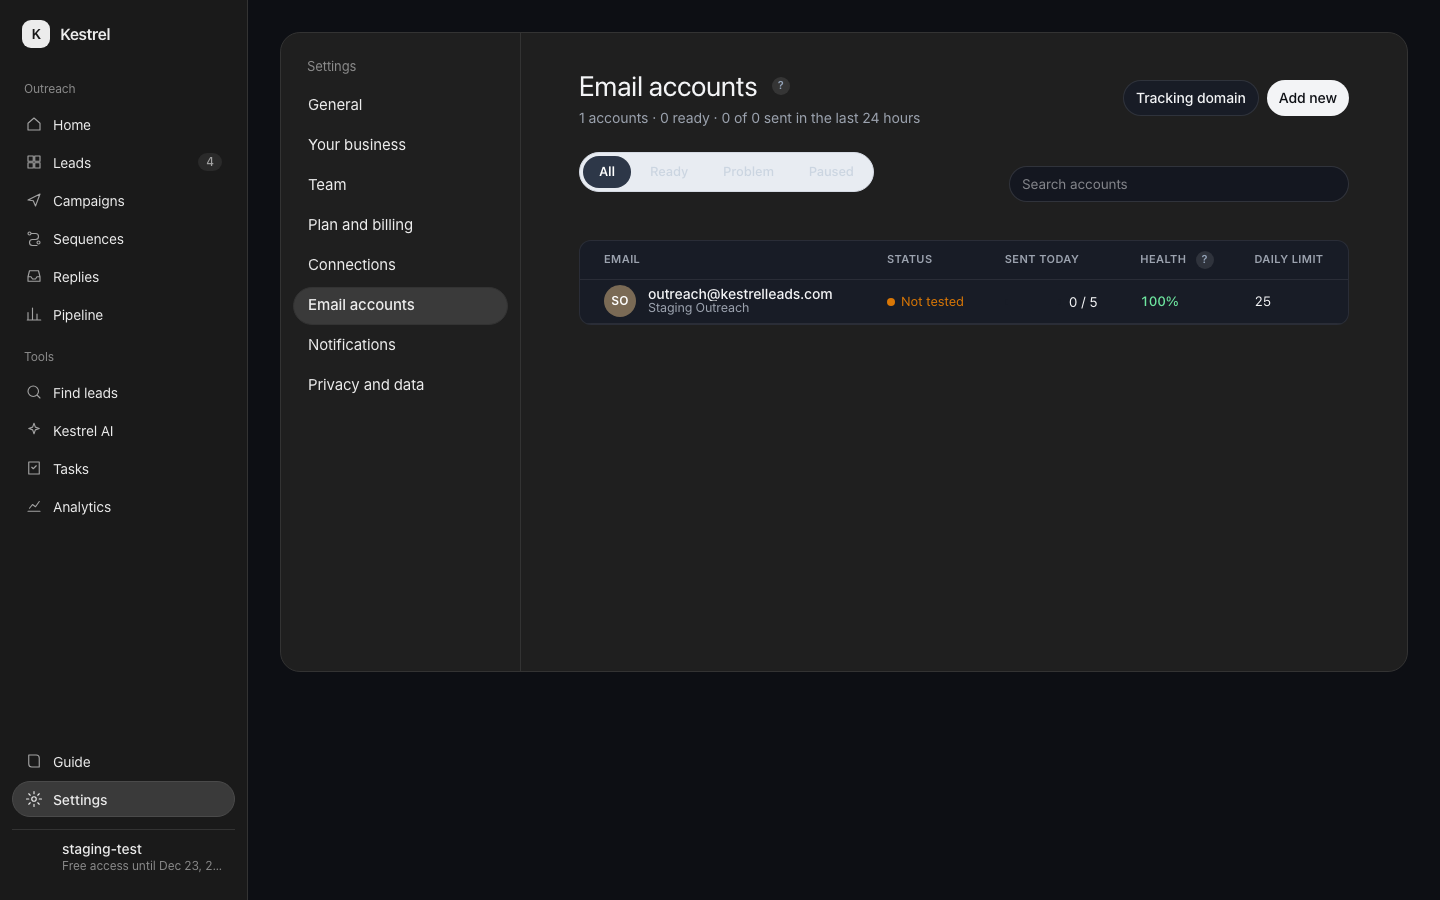 K Kestrel
Outreach
Home
Leads 4
Campaigns
Sequences
Replies
Pipeline
Tools
Find leads
Kestrel AI
Tasks
Analytics
Guide
Settings
staging-test
Free access until Dec 23, 2...
Settings
General
Your business
Team
Plan and billing
Connections
Email accounts
Notifications
Privacy and data
Email accounts ?
1 accounts · 0 ready · 0 of 0 sent in the last 24 hours
Tracking domain Add new
All Ready Problem Paused
Search accounts
EMAIL STATUS SENT TODAY HEALTH ? DAILY LIMIT
SO outreach@kestrelleads.com Not tested 0 / 5 100% 25
Staging Outreach